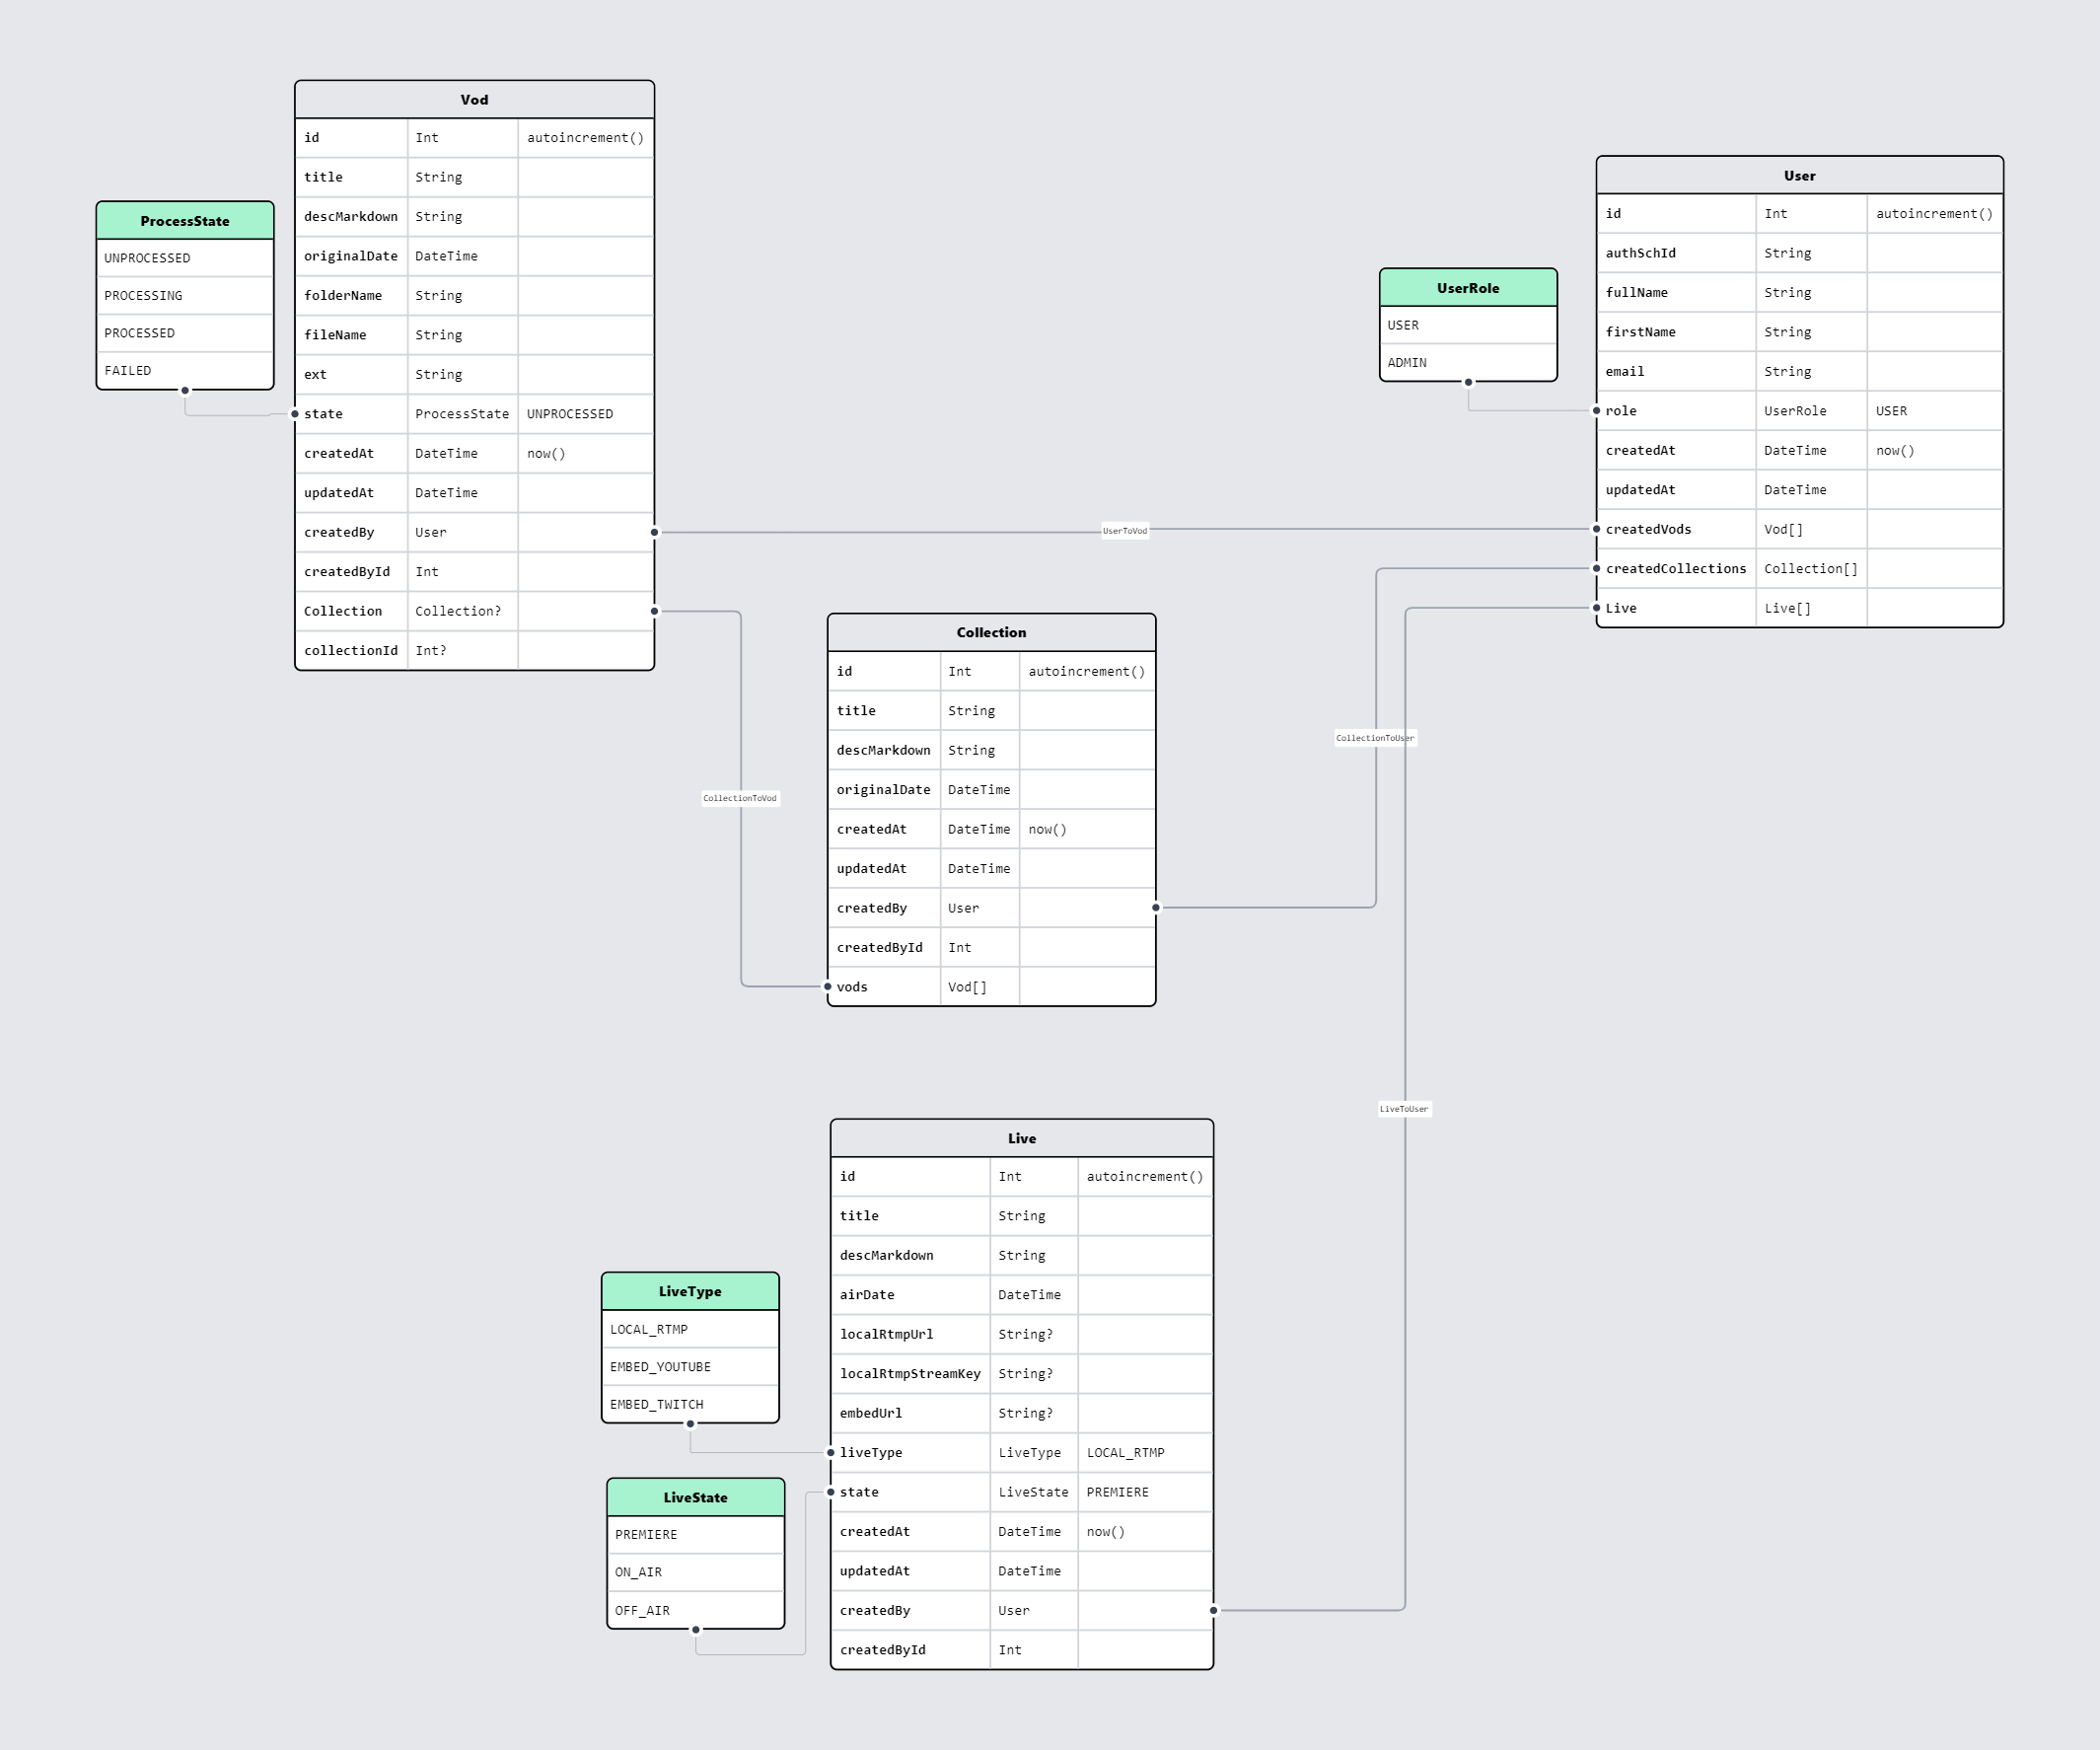 Vod
id Int autoincrement()
title String
descMarkdown String
originalDate DateTime
folderName String
fileName String
ext String
state ProcessState UNPROCESSED
createdAt DateTime now()
updatedAt DateTime
createdBy User
createdById Int
Collection Collection?
collectionId Int?
ProcessState
UNPROCESSED
PROCESSING
PROCESSED
FAILED
User
id Int autoincrement()
authSchId String
fullName String
firstName String
email String
role UserRole USER
createdAt DateTime now()
updatedAt DateTime
createdVods Vod[]
createdCollections Collection[]
Live Live[]
UserRole
USER
ADMIN
UserToVod
Collection
id Int autoincrement()
title String
descMarkdown String
originalDate DateTime
createdAt DateTime now()
updatedAt DateTime
createdBy User
createdById Int
vods Vod[]
CollectionToUser
CollectionToVod
LiveToUser
Live
id Int autoincrement()
title String
descMarkdown String
airDate DateTime
localRtmpUrl String?
localRtmpStreamKey String?
embedUrl String?
liveType LiveType LOCAL_RTMP
state LiveState PREMIERE
createdAt DateTime now()
updatedAt DateTime
createdBy User
createdById Int
LiveType
LOCAL_RTMP
EMBED_YOUTUBE
EMBED_TWITCH
LiveState
PREMIERE
ON_AIR
OFF_AIR